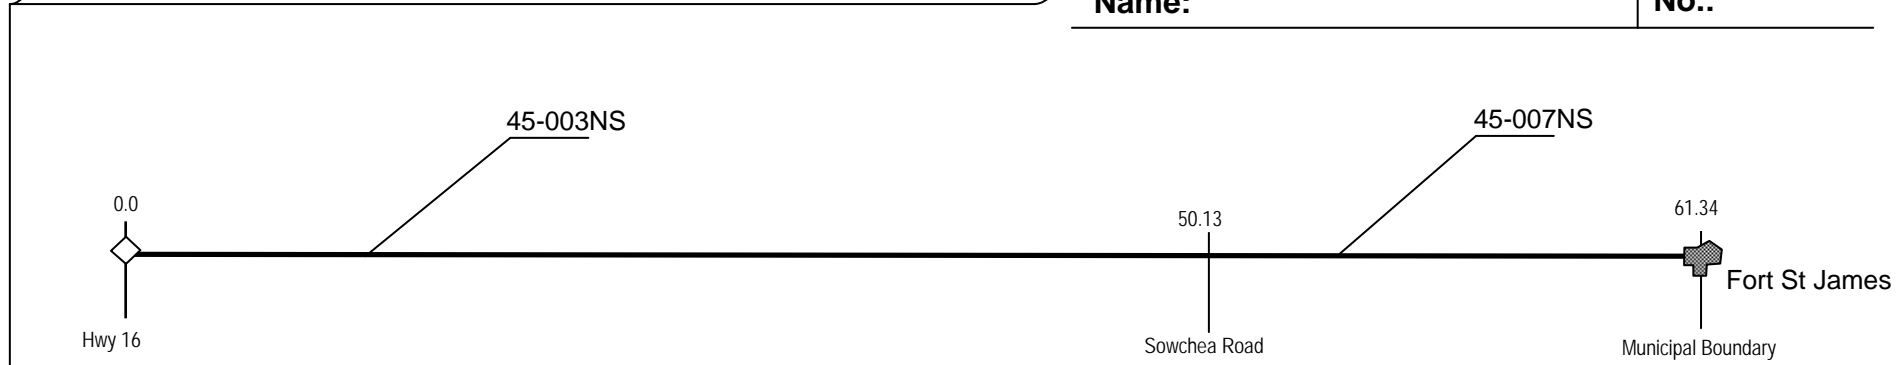 Name:
No.:
45-003NS
45-007NS
0.0
50.13
61.34
Fort St James
Hwy 16
Sowchea Road
Municipal Boundary